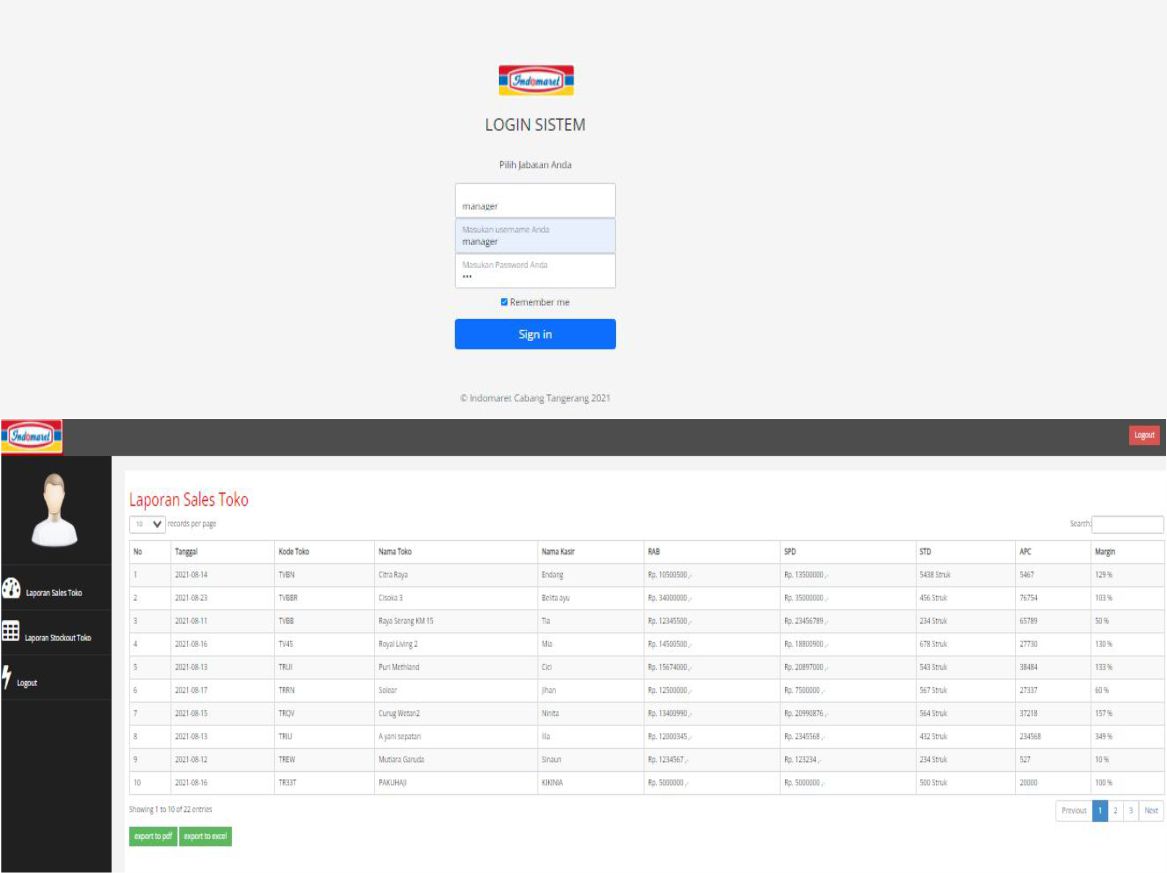 Indomaret
LOGIN SISTEM
Pilih Jabatan Anda
manager
Masukan username Anda
manager
Masukan Password Anda
•••
Remember me
Sign in
© Indomaret Cabang Tangerang 2021
Indomaret
Logout
Laporan Sales Toko
Laporan Stockout Toko
Logout
Laporan Sales Toko
10 records per page Search:
No Tanggal Kode Toko Nama Toko Nama Kasir RAB SPD STD APC Margin
1 2021-08-14 TVBN Citra Raya Endang Rp. 10500500 ,- Rp. 13500000 ,- 5438 Struk 5467 129 %
2 2021-08-23 TVBBR Cisoka 3 Belita ayu Rp. 34000000 ,- Rp. 35000000 ,- 456 Struk 76754 103 %
3 2021-08-11 TVBB Raya Serang KM 15 Tia Rp. 12345500 ,- Rp. 23456789 ,- 234 Struk 65789 50 %
4 2021-08-16 TV45 Royal Living 2 Mia Rp. 14500500 ,- Rp. 18800900 ,- 678 Struk 27730 130 %
5 2021-08-13 TRUI Puri Methland Cici Rp. 15674000 ,- Rp. 20897000 ,- 543 Struk 38484 133 %
6 2021-08-17 TRRN Solear Jihan Rp. 12500000 ,- Rp. 7500000 ,- 567 Struk 27337 60 %
7 2021-08-15 TRQV Curug Wetan2 Ninita Rp. 13400990 ,- Rp. 20990876 ,- 564 Struk 37218 157 %
8 2021-08-13 TRIU A yani sepatan Ila Rp. 12000345 ,- Rp. 2345568 ,- 432 Struk 234568 349 %
9 2021-08-12 TREW Mutiara Garuda Sinaun Rp. 1234567 ,- Rp. 123234 ,- 234 Struk 527 10 %
10 2021-08-16 TR33T PAKUHAJI KIKINIA Rp. 5000000 ,- Rp. 5000000 ,- 500 Struk 20000 100 %
Showing 1 to 10 of 22 entries Previous 1 2 3 Next
export to pdf export to excel